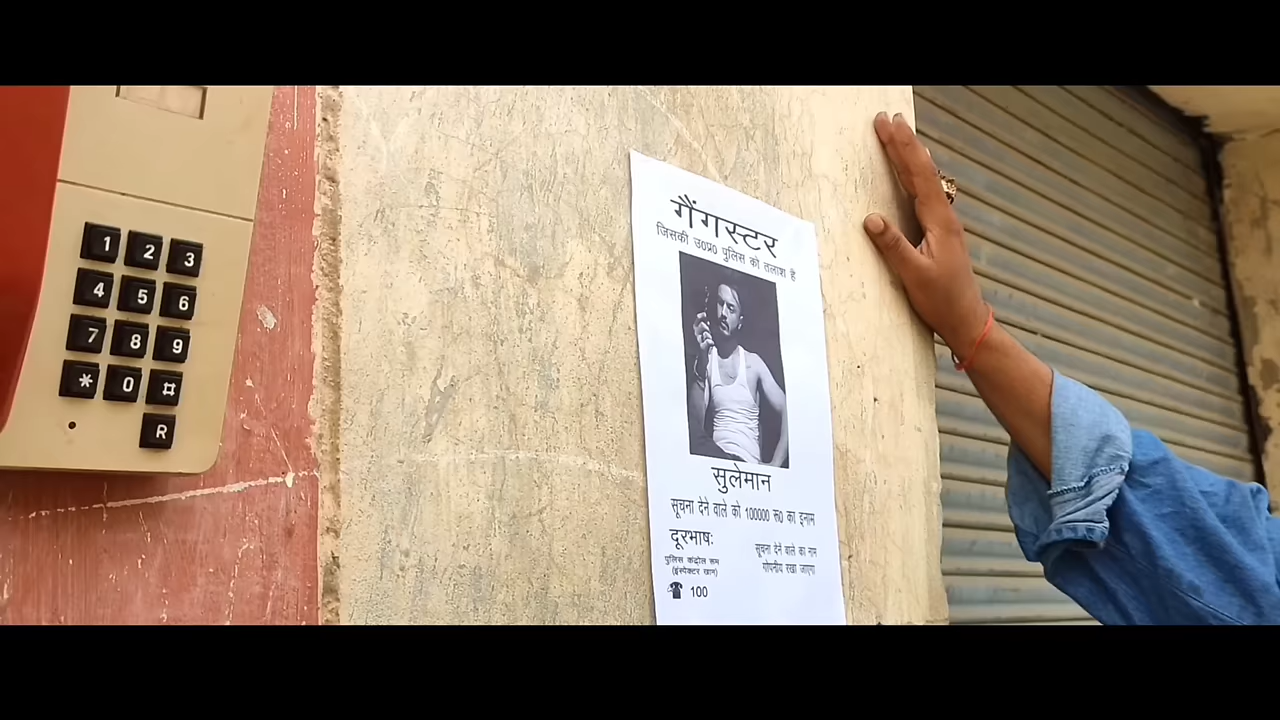 1 2 3
4 5 6
7 8 9
* 0 #
R
गैंगस्टर
जिसकी उ0प्र0 पुलिस को तलाश है
सुलेमान
सूचना देने वाले को 100000 रू0 का इनाम
दूरभाषः
पुलिस कंट्रोल रूम
(इंस्पेक्टर खान)
100
सूचना देने वाले का नाम
गोपनीय रखा जाएगा